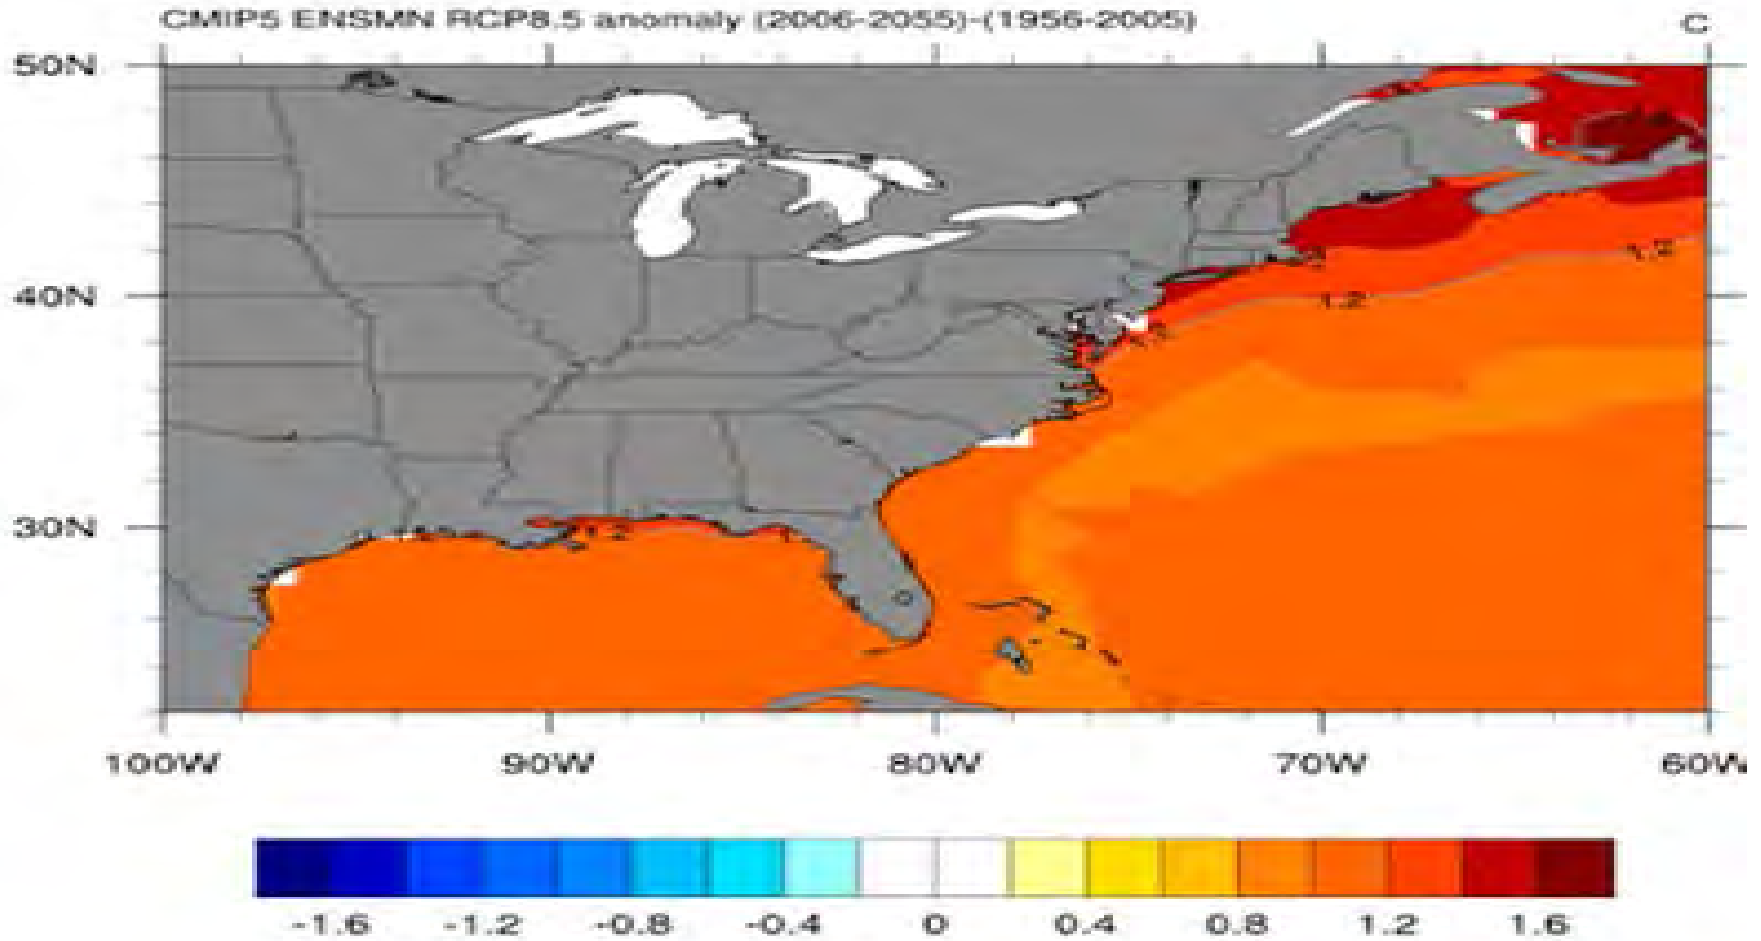 CMIP5 ENSMN RCP8.5 anomaly (2006-2055)-(1956-2005) C
50N
40N
30N
1.2
1.2
100W 90W 80W 70W 60W
-1.6 -1.2 -0.8 -0.4 0 0.4 0.8 1.2 1.6